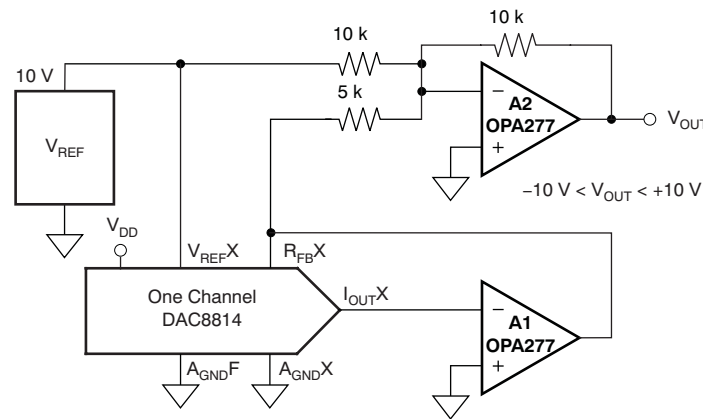 10 k
10 k
10 V
5 k
A2
OPA277
V_OUT
V_REF
−10 V < V_OUT < +10 V
V_DD
V_REFX
R_FBX
One Channel
DAC8814
I_OUTX
A1
OPA277
A_GNDF
A_GNDX